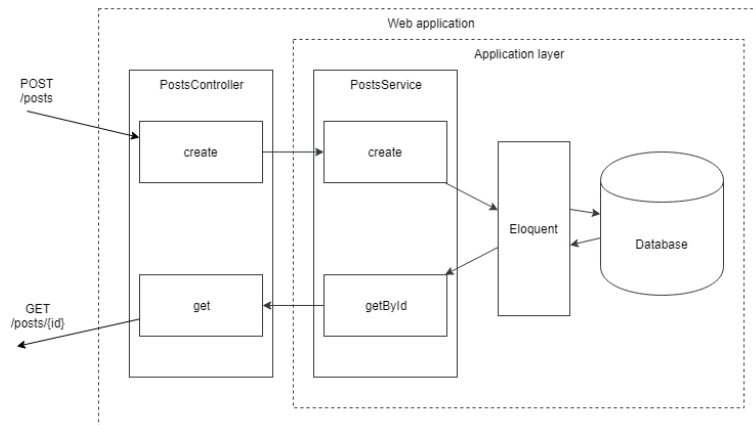 Web application
Application layer
PostsController
PostsService
POST
/posts
create
create
Eloquent
Database
GET
/posts/{id}
get
getById